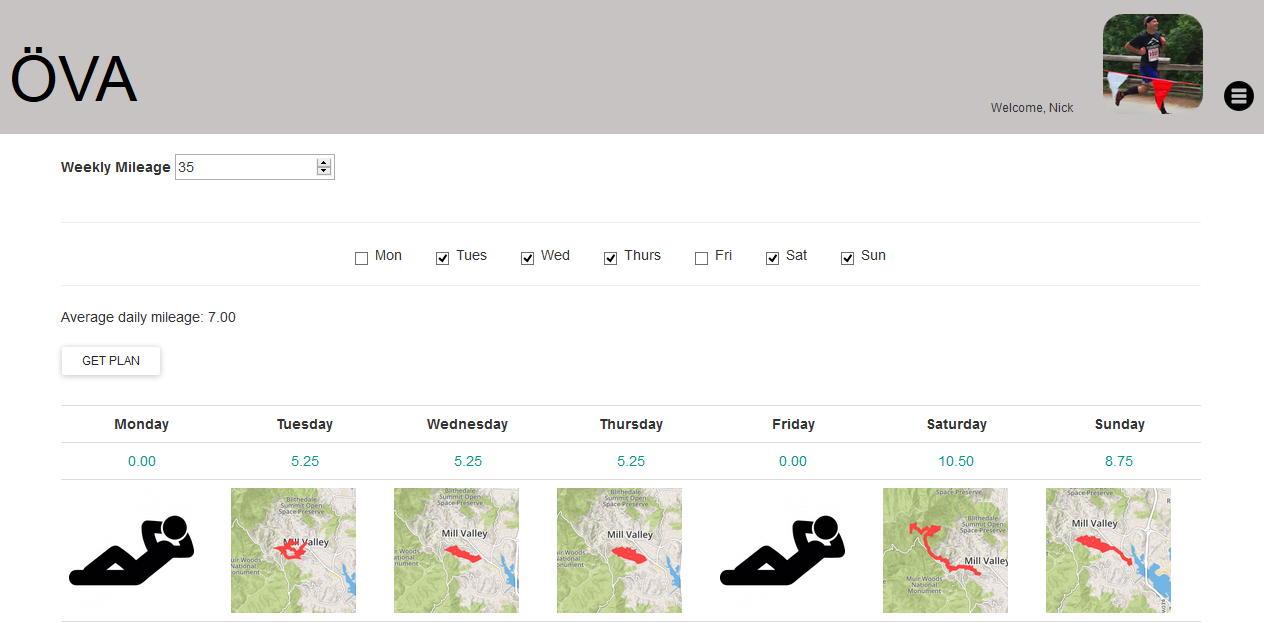 ÖVA
Welcome, Nick
Weekly Mileage 35
Mon Tues Wed Thurs Fri Sat Sun
Average daily mileage: 7.00
GET PLAN
Monday Tuesday Wednesday Thursday Friday Saturday Sunday
0.00 5.25 5.25 5.25 0.00 10.50 8.75
Blithedale
Summit Open
Space Preserve
Mill Valley
Muir Woods
National
Monument
Summit Open
Space Preserve
Mill Valley
Woods
Blithedale
Summit Open
Space Preserve
Mill Valley
Woods
Space Preserve
Blithedale
Summit Open
Space Preserve
Mill Valley
Muir Woods
National
Monument
Space Preserve
Mill Valley